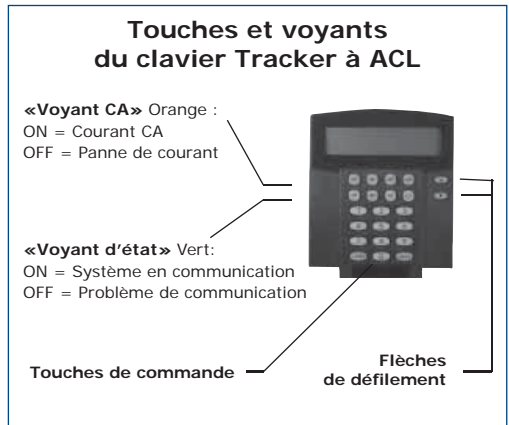 Touches et voyants
du clavier Tracker à ACL
«Voyant CA» Orange :
ON = Courant CA
OFF = Panne de courant
«Voyant d'état» Vert:
ON = Système en communication
OFF = Problème de communication
Touches de commande
Flèches
de défilement